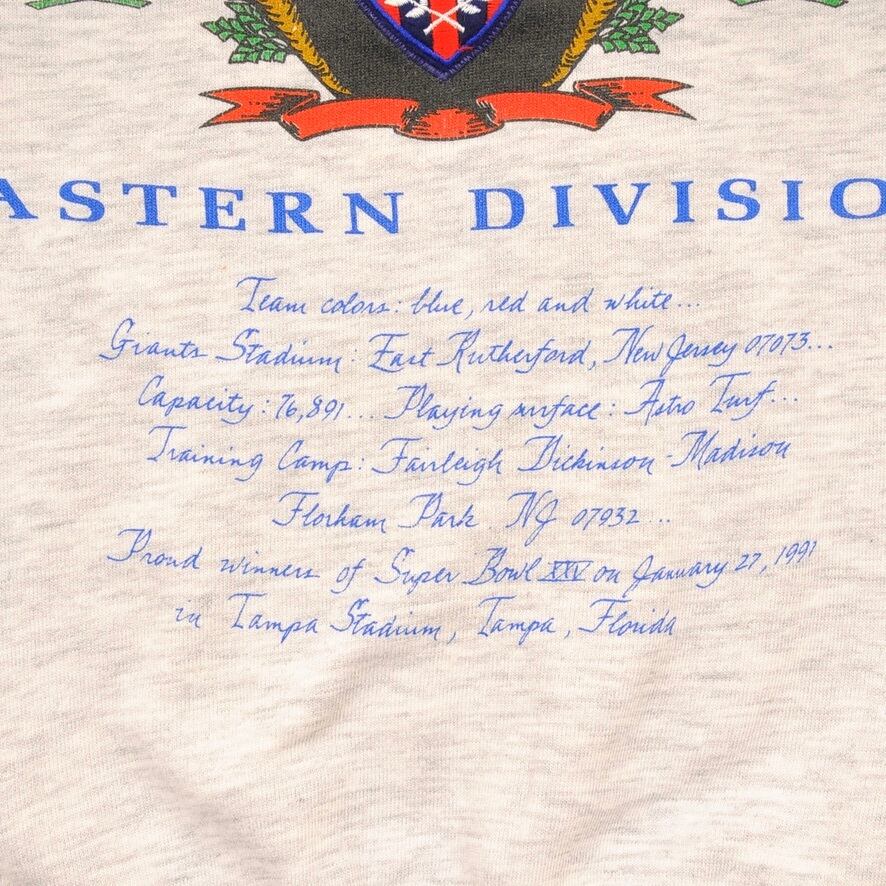 ASTERN DIVISIO
Team colors: blue, red and white...
Giants Stadium: East Rutherford, New Jersey 07073...
Capacity: 76,891... Playing surface: Astro Turf...
Training Camp: Fairleigh Dickinson - Madison
Florham Park. NJ 07932...
Proud winners of Super Bowl XXV on January 27, 1991
in Tampa Stadium, Tampa, Florida